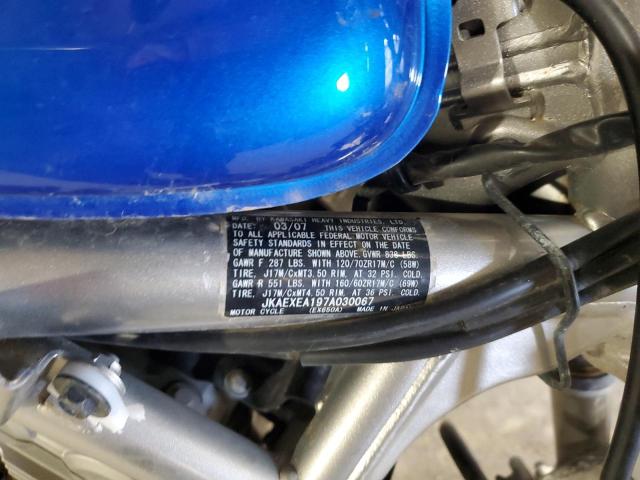 MFG. BY KAWASAKI HEAVY INDUSTRIES, LTD.
DATE: 03/07 THIS VEHICLE CONFORMS
TO ALL APPLICABLE FEDERAL MOTOR VEHICLE
SAFETY STANDARDS IN EFFECT ON THE DATE
OF MANUFACTURE SHOWN ABOVE. GVWR 838 LBS.
GAWR F 287 LBS. WITH 120/70ZR17M/C (58W)
TIRE, J17M/CxMT3.50 RIM. AT 32 PSI. COLD.
GAWR R 551 LBS. WITH 160/60ZR17M/C (69W)
TIRE, J17M/CxMT4.50 RIM. AT 36 PSI. COLD.
JKAEXEA197A030067
MOTOR CYCLE (EX650A) MADE IN JAPAN